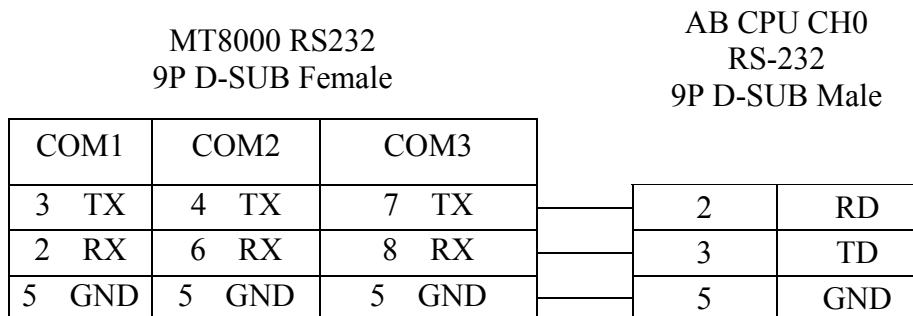 MT8000 RS232
9P D-SUB Female
AB CPU CH0
RS-232
9P D-SUB Male
COM1 COM2 COM3
3 TX 4 TX 7 TX 2 RD
2 RX 6 RX 8 RX 3 TD
5 GND 5 GND 5 GND 5 GND